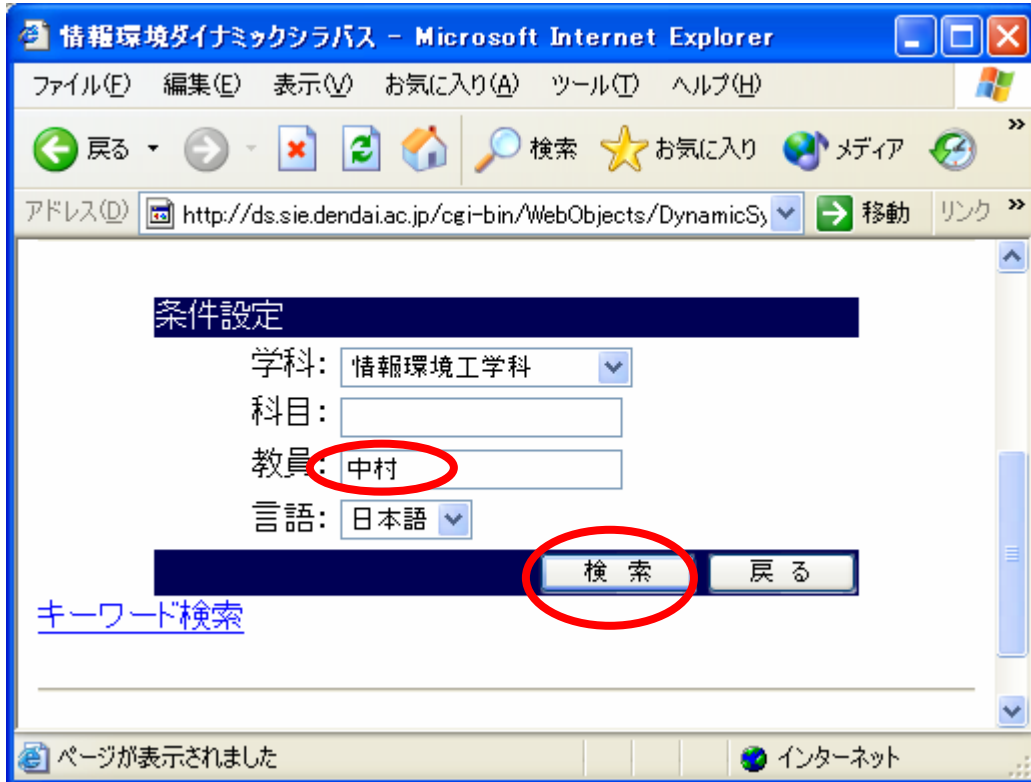 情報環境ダイナミックシラバス - Microsoft Internet Explorer
ファイル(F) 編集(E) 表示(V) お気に入り(A) ツール(T) ヘルプ(H)
戻る 検索 お気に入り メディア »
アドレス(D) http://ds.sie.dendai.ac.jp/cgi-bin/WebObjects/DynamicSy 移動 リンク »
条件設定
学科: 情報環境工学科
科目:
教員: 中村
言語: 日本語
検 索 戻 る
キーワード検索
ページが表示されました インターネット